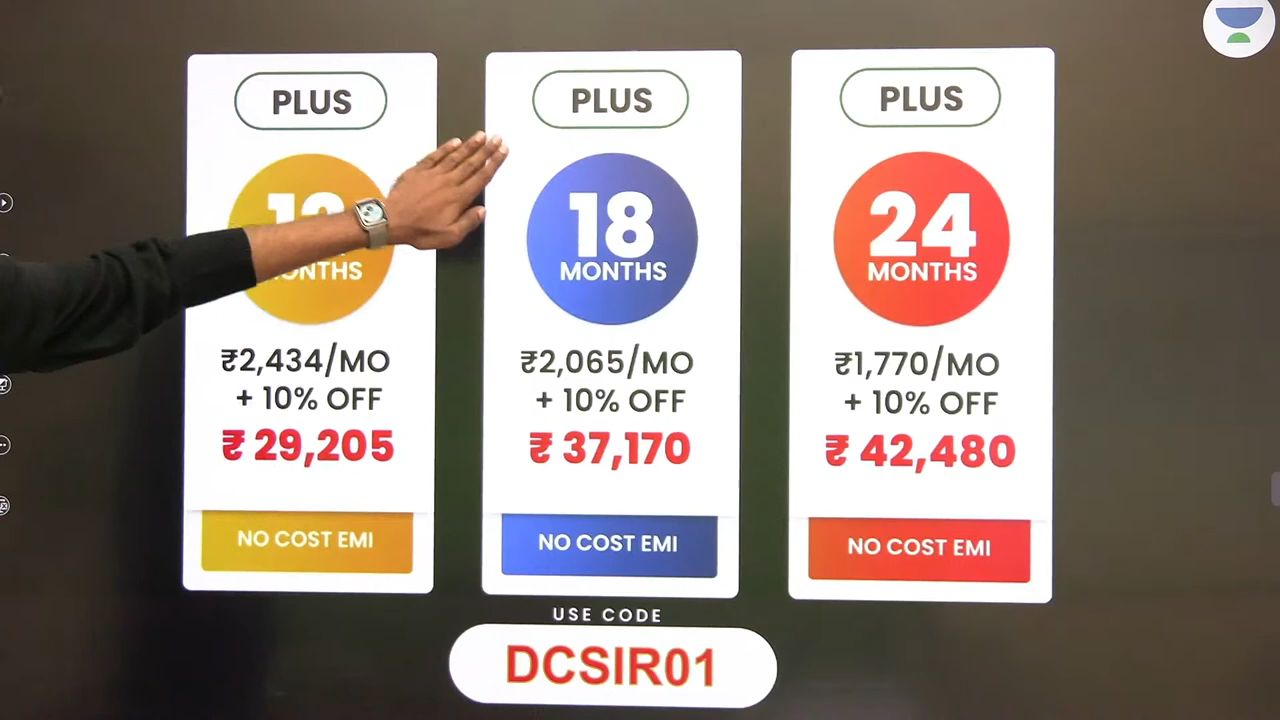 PLUS
MONTHS
₹2,434/MO
+ 10% OFF
₹ 29,205
NO COST EMI
PLUS
18
MONTHS
₹2,065/MO
+ 10% OFF
₹ 37,170
NO COST EMI
PLUS
24
MONTHS
₹1,770/MO
+ 10% OFF
₹ 42,480
NO COST EMI
USE CODE
DCSIR01